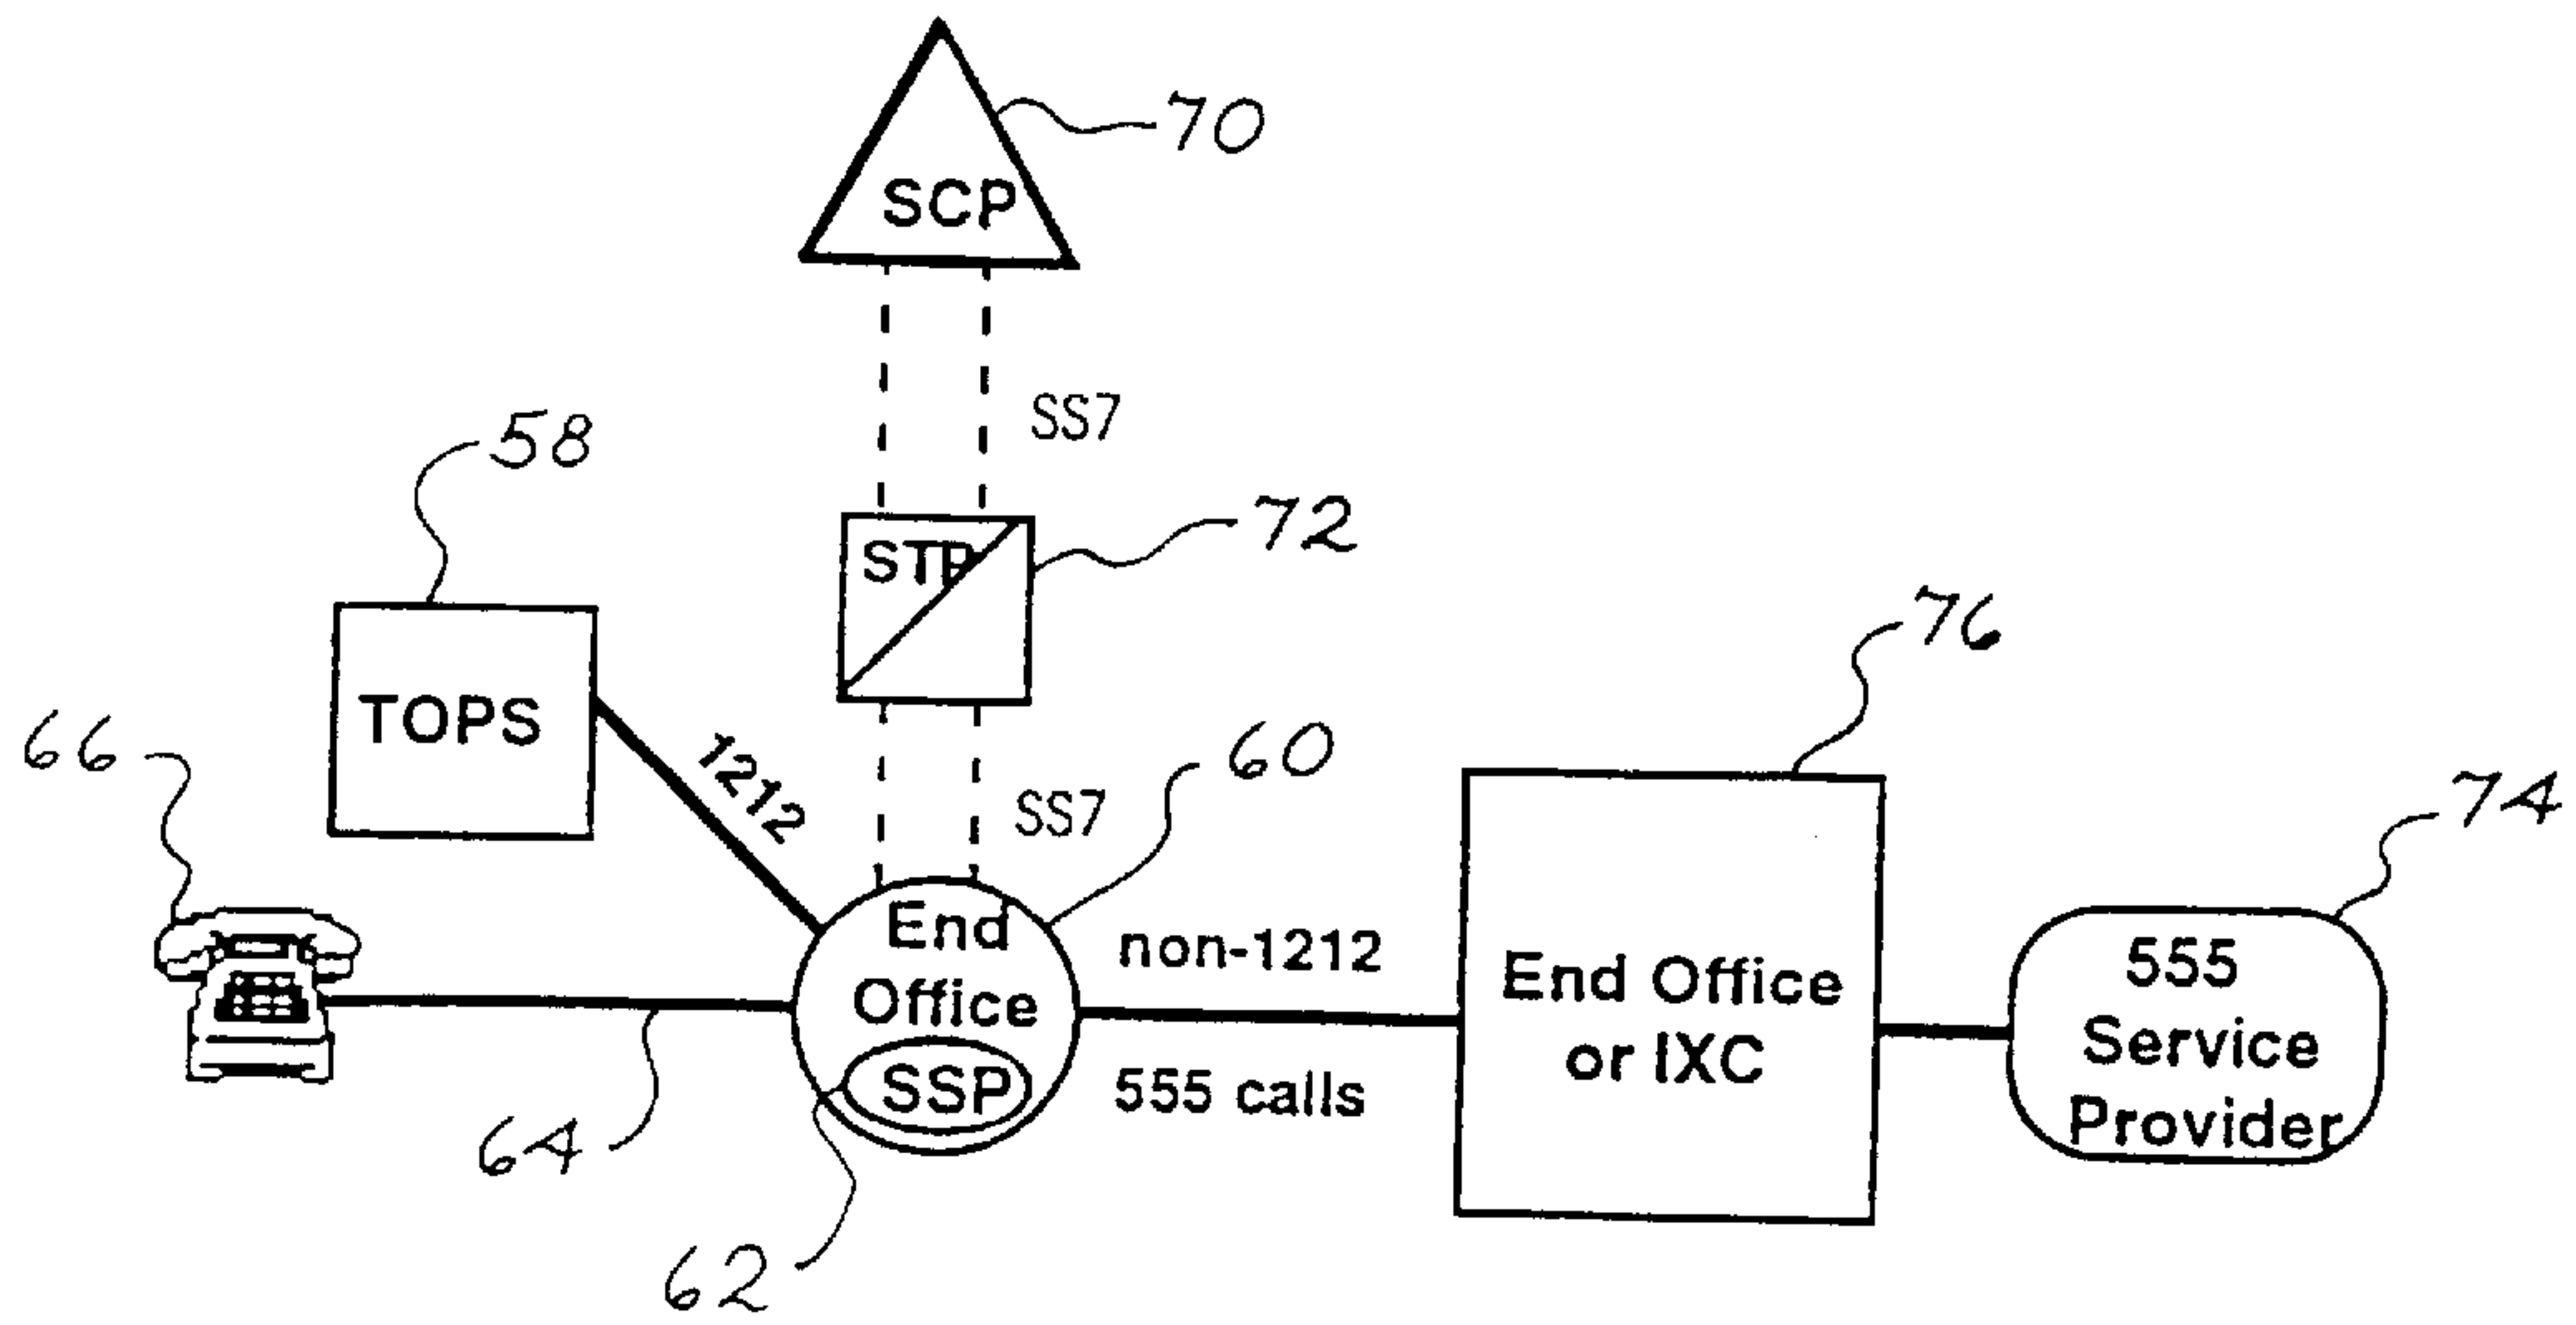 70
SCP
SS7
58
STP
72
76
TOPS
66
1212
60
SS7
74
End
Office
SSP
non-1212
555 calls
End Office
or IXC
555
Service
Provider
64
62